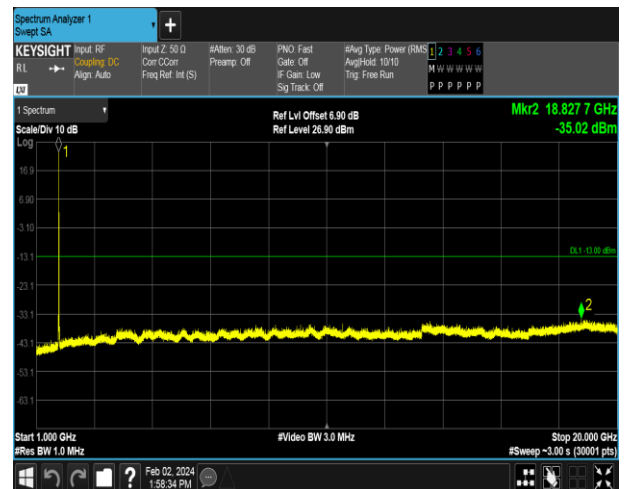 Spectrum Analyzer 1
Swept SA
+
KEYSIGHT Input: RF Input Z: 50 Ω #Atten: 30 dB PNO: Fast #Avg Type: Power (RMS 1 2 3 4 5 6
RL Coupling: DC Corr CCorr Preamp: Off Gate: Off Avg|Hold: 10/10 M W W W W W
Align: Auto Freq Ref: Int (S) IF Gain: Low Trig: Free Run
Sig Track: Off P P P P P P
LXI
1 Spectrum Ref Lvl Offset 6.90 dB Mkr2 18.827 7 GHz
Scale/Div 10 dB Ref Level 26.90 dBm -35.02 dBm
Log
1
16.9
6.90
-3.10
DL1 -13.00 dBm
-13.1
-23.1
2
-33.1
-43.1
-53.1
-63.1
Start 1.000 GHz #Video BW 3.0 MHz Stop 20.000 GHz
#Res BW 1.0 MHz #Sweep ~3.00 s (30001 pts)
? Feb 02, 2024
1:58:34 PM